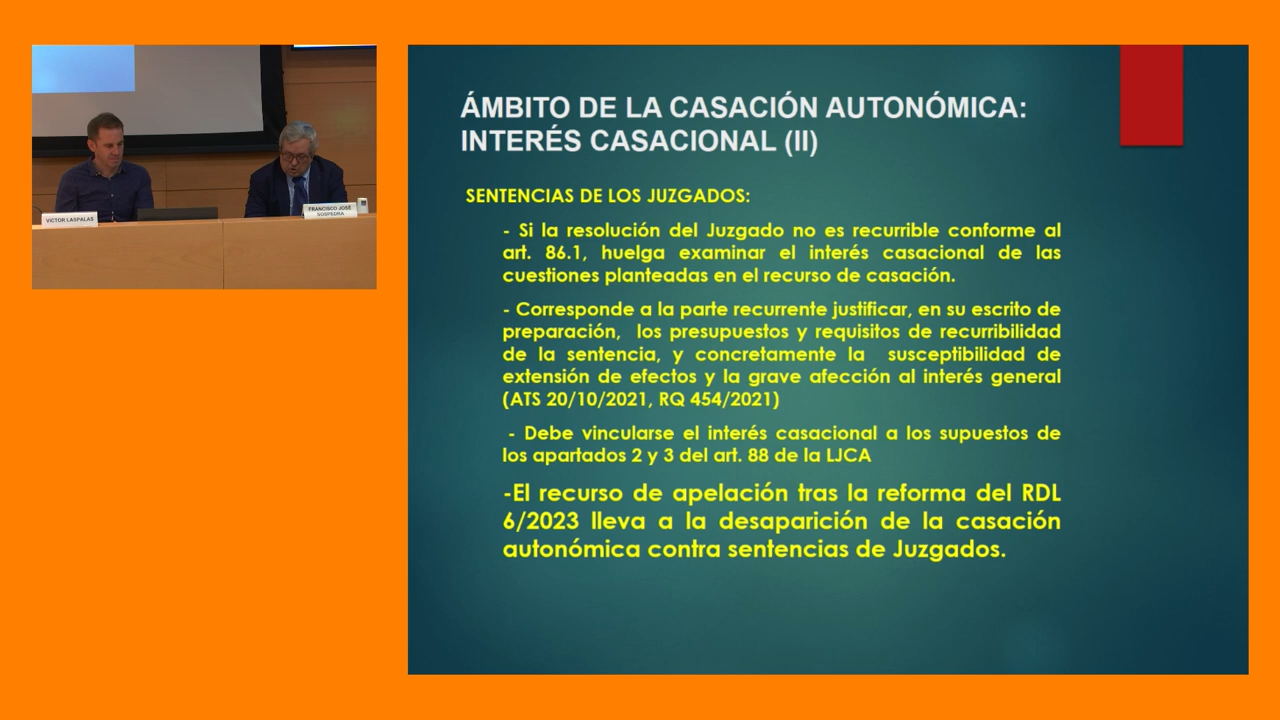 VICTOR LASPALAS
FRANCISCO JOSÉ
SOSPEDRA
ÁMBITO DE LA CASACIÓN AUTONÓMICA:
INTERÉS CASACIONAL (II)
SENTENCIAS DE LOS JUZGADOS:
- Si la resolución del Juzgado no es recurrible conforme al
art. 86.1, huelga examinar el interés casacional de las
cuestiones planteadas en el recurso de casación.
- Corresponde a la parte recurrente justificar, en su escrito de
preparación, los presupuestos y requisitos de recurribilidad
de la sentencia, y concretamente la susceptibilidad de
extensión de efectos y la grave afección al interés general
(ATS 20/10/2021, RQ 454/2021)
- Debe vincularse el interés casacional a los supuestos de
los apartados 2 y 3 del art. 88 de la LJCA
-El recurso de apelación tras la reforma del RDL
6/2023 lleva a la desaparición de la casación
autonómica contra sentencias de Juzgados.